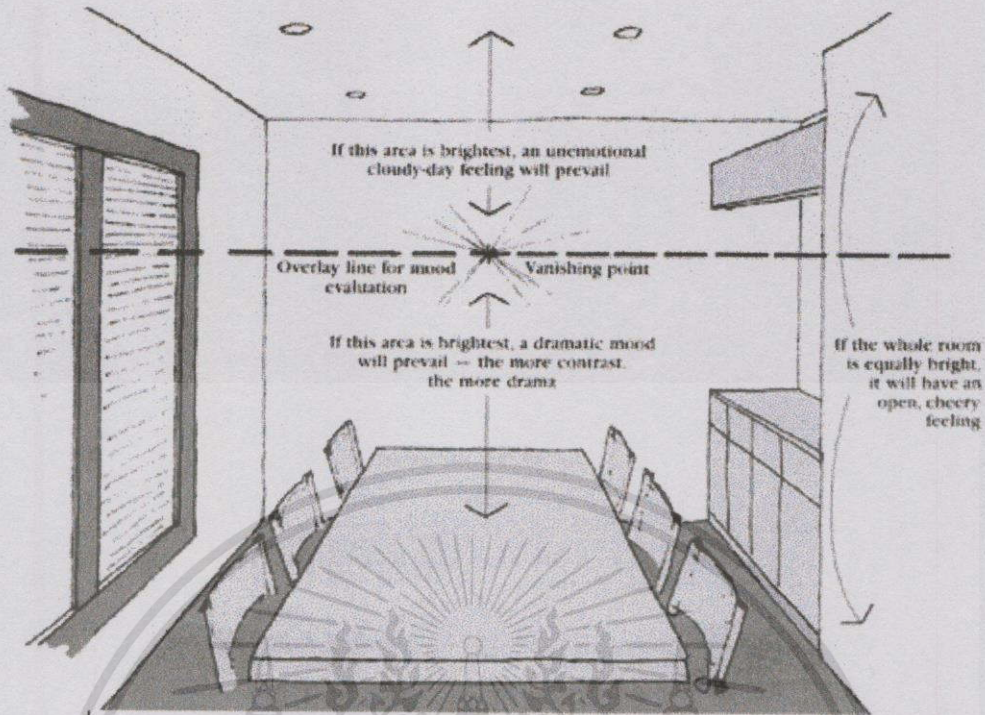 If this area is brightest, an unemotional
cloudy-day feeling will prevail
Overlay line for mood
evaluation
Vanishing point
If this area is brightest, a dramatic mood
will prevail — the more contrast.
the more drama
If the whole room
is equally bright,
it will have an
open, cheery
feeling